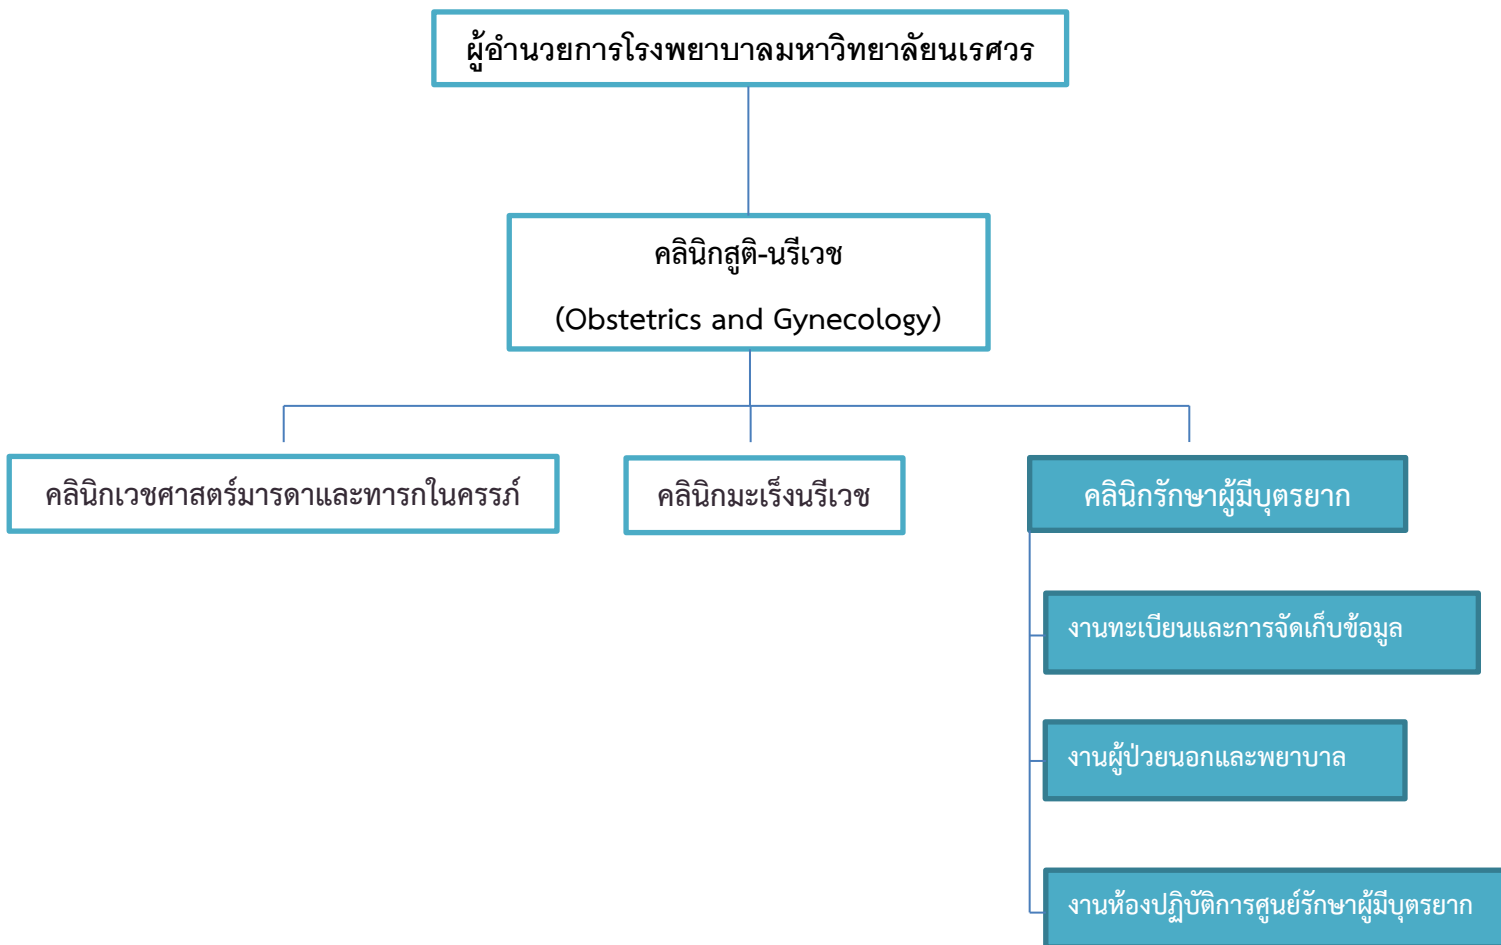 ผู้อำนวยการโรงพยาบาลมหาวิทยาลัยนเรศวร
คลินิกสูติ-นรีเวช
(Obstetrics and Gynecology)
คลินิกเวชศาสตร์มารดาและทารกในครรภ์
คลินิกมะเร็งนรีเวช
คลินิกรักษาผู้มีบุตรยาก
งานทะเบียนและการจัดเก็บข้อมูล
งานผู้ป่วยนอกและพยาบาล
งานห้องปฏิบัติการศูนย์รักษาผู้มีบุตรยาก